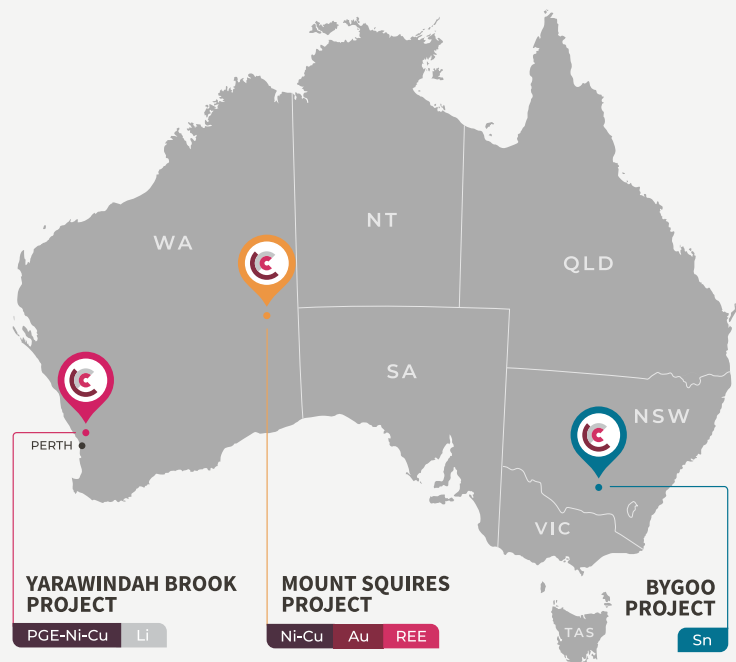 WA
NT
QLD
SA
NSW
PERTH
VIC
YARAWINDAH BROOK
PROJECT
PGE-Ni-Cu Li
MOUNT SQUIRES
PROJECT
Ni-Cu Au REE
BYGOO
PROJECT
Sn
TAS